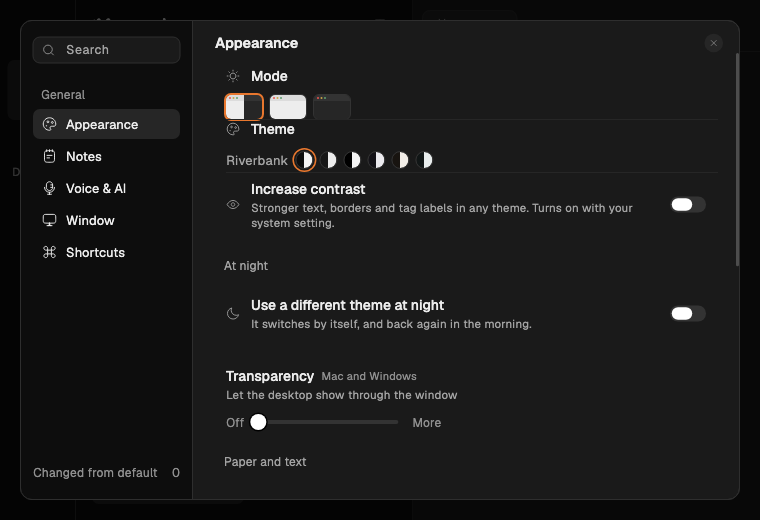 Search
General
Appearance
Notes
Voice & AI
Window
Shortcuts
Changed from default 0
Appearance
Mode
Theme
Riverbank
Increase contrast
Stronger text, borders and tag labels in any theme. Turns on with your
system setting.
At night
Use a different theme at night
It switches by itself, and back again in the morning.
Transparency Mac and Windows
Let the desktop show through the window
Off More
Paper and text